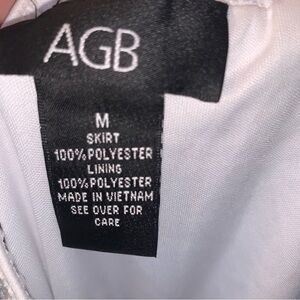 AGB
M
SKIRT
100% POLYESTER
LINING
100% POLYESTER
MADE IN VIETNAM
SEE OVER FOR
CARE